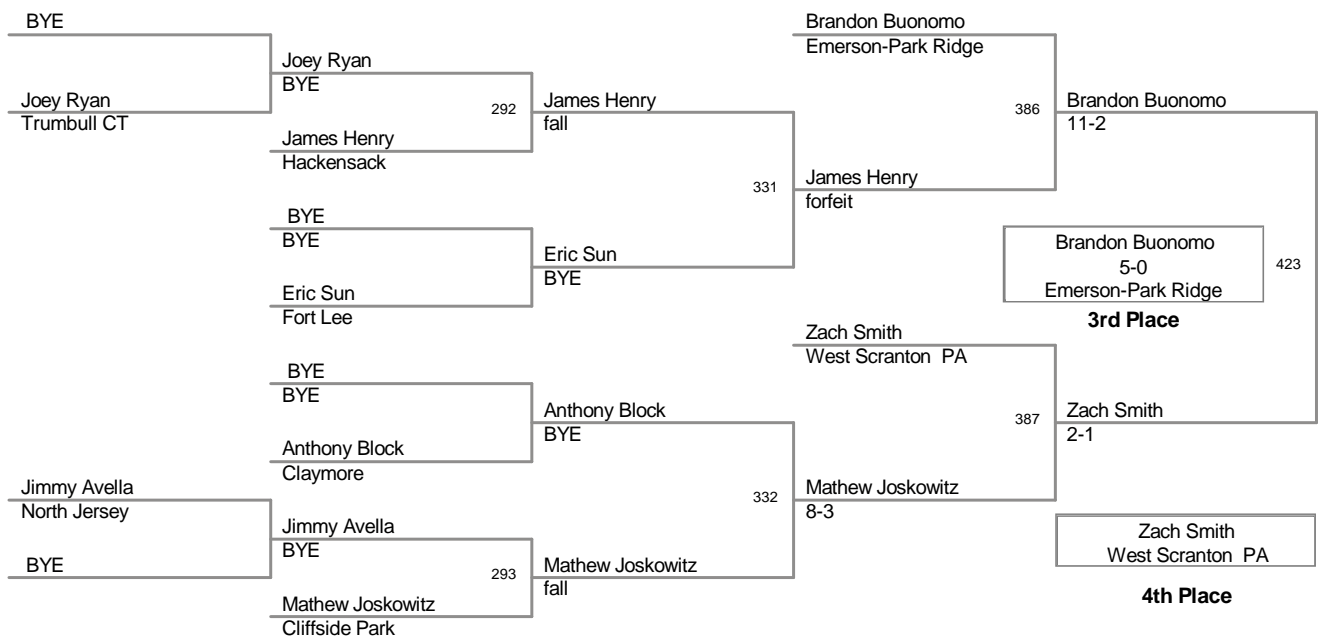 BYE
Joey Ryan
Trumbull CT
Jimmy Avella
North Jersey
BYE
Joey Ryan
BYE
James Henry
Hackensack
BYE
BYE
Eric Sun
Fort Lee
BYE
BYE
Anthony Block
Claymore
Jimmy Avella
BYE
Mathew Joskowitz
Cliffside Park
292
293
James Henry
fall
Eric Sun
BYE
Anthony Block
BYE
Mathew Joskowitz
fall
331
332
Brandon Buonomo
Emerson-Park Ridge
James Henry
forfeit
Zach Smith
West Scranton PA
Mathew Joskowitz
8-3
386
387
Brandon Buonomo
11-2
Zach Smith
2-1
Brandon Buonomo
5-0
Emerson-Park Ridge
423
3rd Place
Zach Smith
West Scranton PA
4th Place